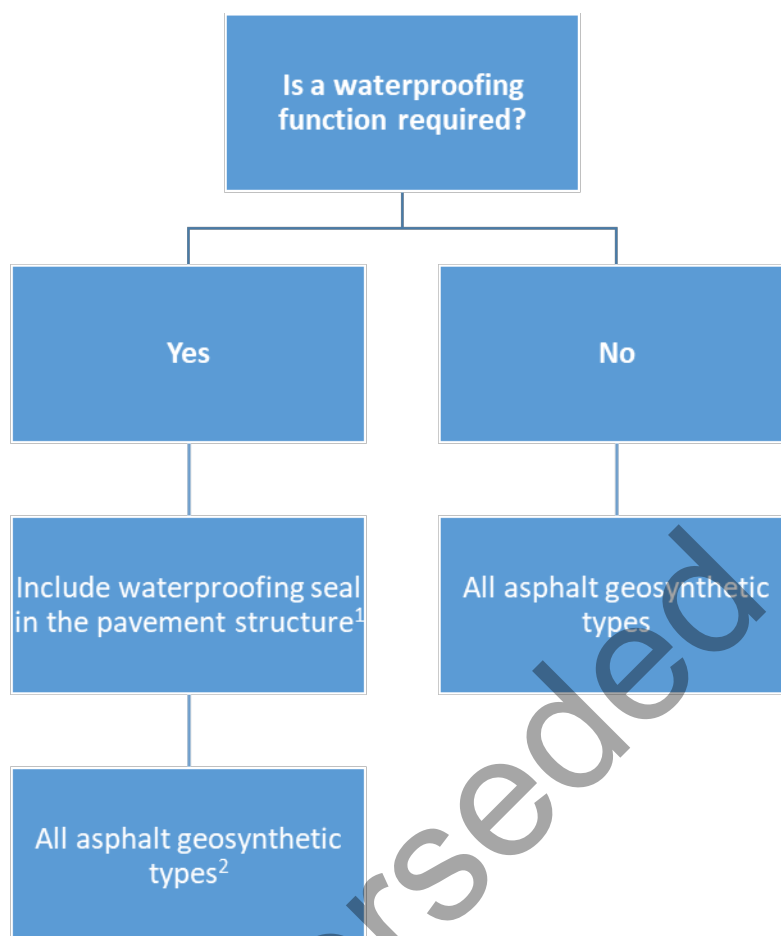 Is a waterproofing
function required?
Yes
No
Include waterproofing seal
in the pavement structure¹
All asphalt geosynthetic
types
All asphalt geosynthetic
types²
erseded